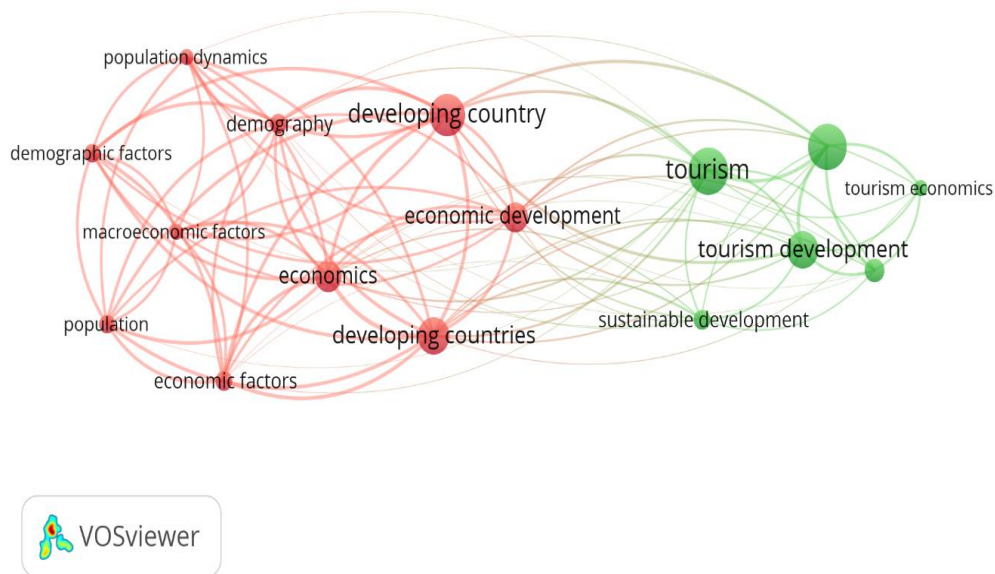 population dynamics
developing country
demography
demographic factors
tourism
tourism economics
economic development
macroeconomic factors
tourism development
economics
sustainable development
population
developing countries
economic factors
VOSviewer